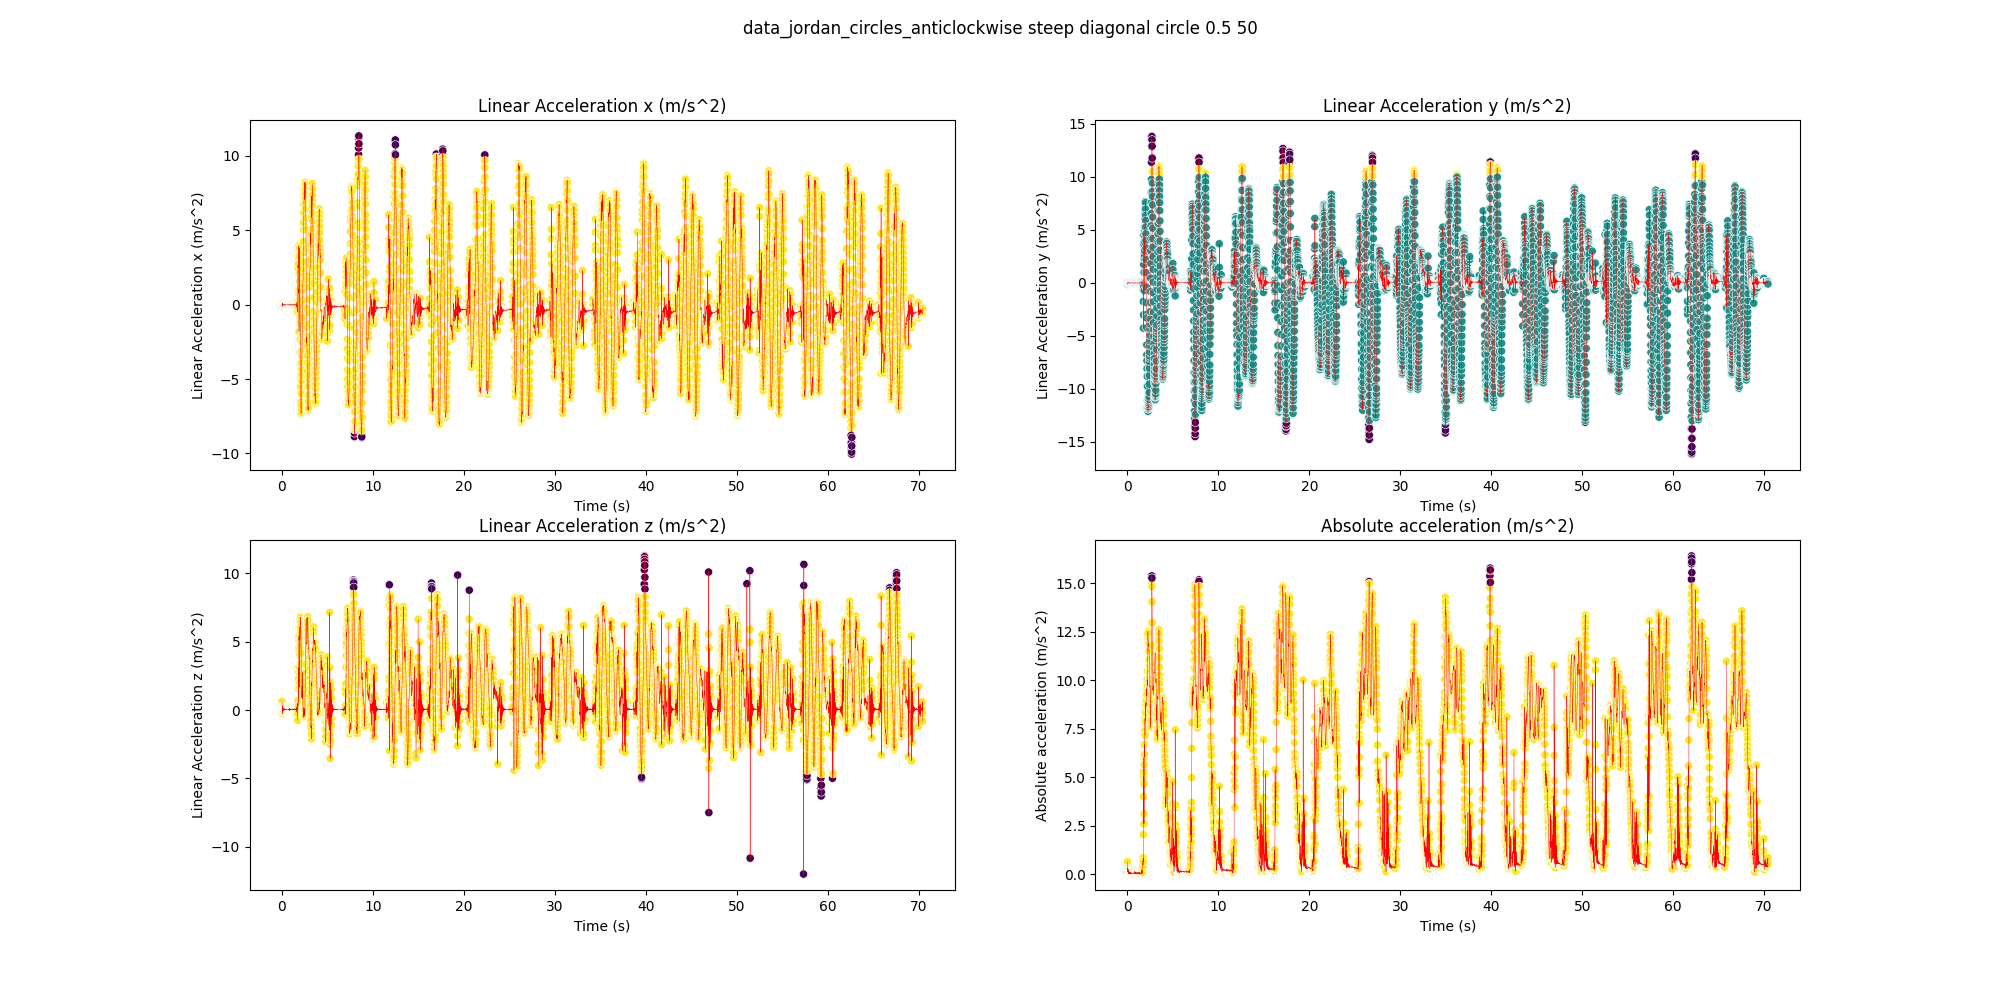 data_jordan_circles_anticlockwise steep diagonal circle 0.5 50
Linear Acceleration x (m/s^2)
Linear Acceleration x (m/s^2)
10
5
0
−5
−10
0 10 20 30 40 50 60 70
Time (s)
Linear Acceleration y (m/s^2)
Linear Acceleration y (m/s^2)
15
10
5
0
−5
−10
−15
0 10 20 30 40 50 60 70
Time (s)
Linear Acceleration z (m/s^2)
Linear Acceleration z (m/s^2)
10
5
0
−5
−10
0 10 20 30 40 50 60 70
Time (s)
Absolute acceleration (m/s^2)
Absolute acceleration (m/s^2)
15.0
12.5
10.0
7.5
5.0
2.5
0.0
0 10 20 30 40 50 60 70
Time (s)